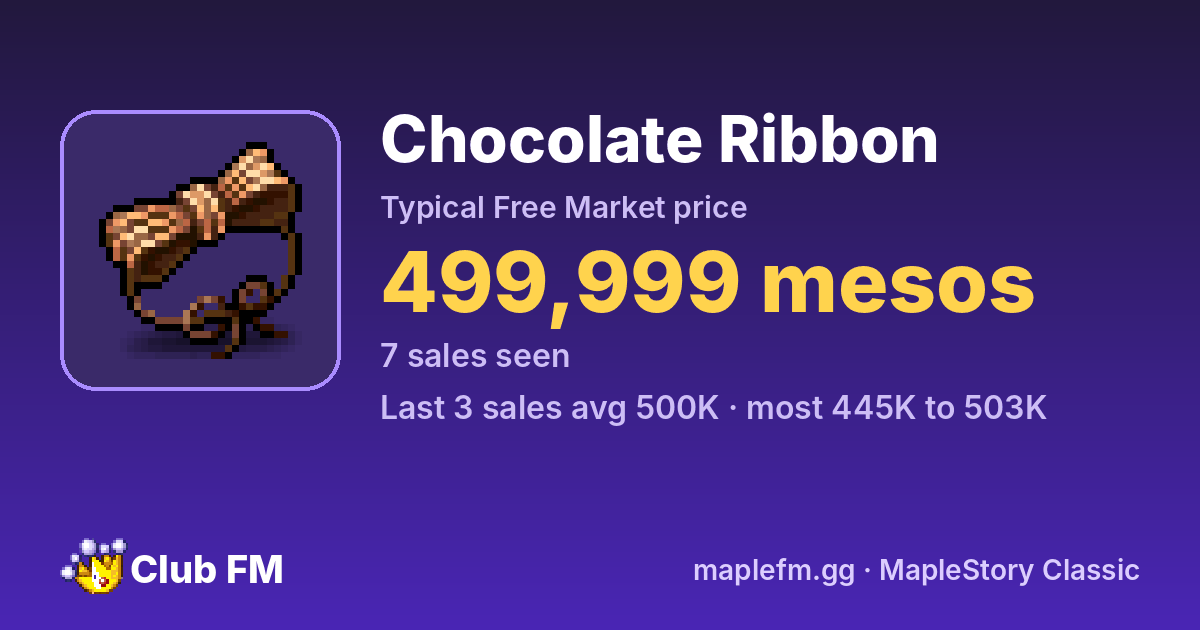 Chocolate Ribbon
Typical Free Market price
499,999 mesos
7 sales seen
Last 3 sales avg 500K · most 445K to 503K
Club FM
maplefm.gg · MapleStory Classic